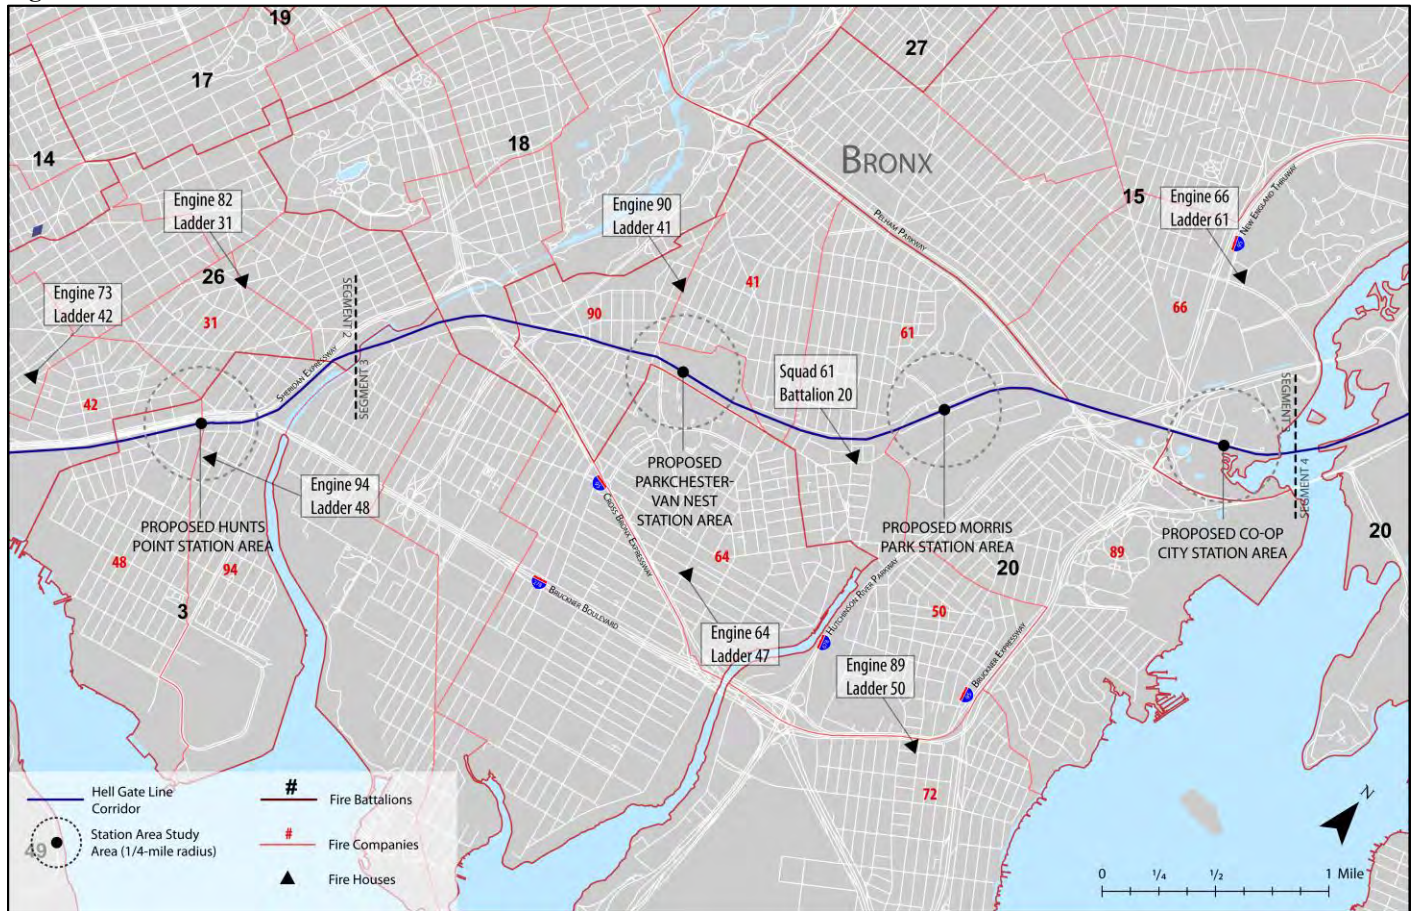 19
27
17
18
14
BRONX
Engine 82
Ladder 31
Engine 90
Ladder 41
15
Engine 66
Ladder 61
NEW ENGLAND THRUWAY
PELHAM PARKWAY
26
41
SEGMENT 2
SEGMENT 3
Engine 73
Ladder 42
31
90
61
66
SHERIDAN EXPRESSWAY
Squad 61
Battalion 20
42
SEGMENT 3
SEGMENT 4
PROPOSED
PARKCHESTER-
VAN NEST
STATION AREA
Engine 94
Ladder 48
CROSS BRONX EXPRESSWAY
PROPOSED HUNTS
POINT STATION AREA
PROPOSED MORRIS
PARK STATION AREA
PROPOSED CO-OP
CITY STATION AREA
20
48
94
64
89
20
3
BRUCKNER BOULEVARD
HUTCHINSON RIVER PARKWAY
50
Engine 64
Ladder 47
Engine 89
Ladder 50
BRUCKNER EXPRESSWAY
72
Hell Gate Line
Corridor
#
Fire Battalions
Station Area Study
Area (1/4-mile radius)
49
#
Fire Companies
Fire Houses
N
0 1/4 1/2 1 Mile